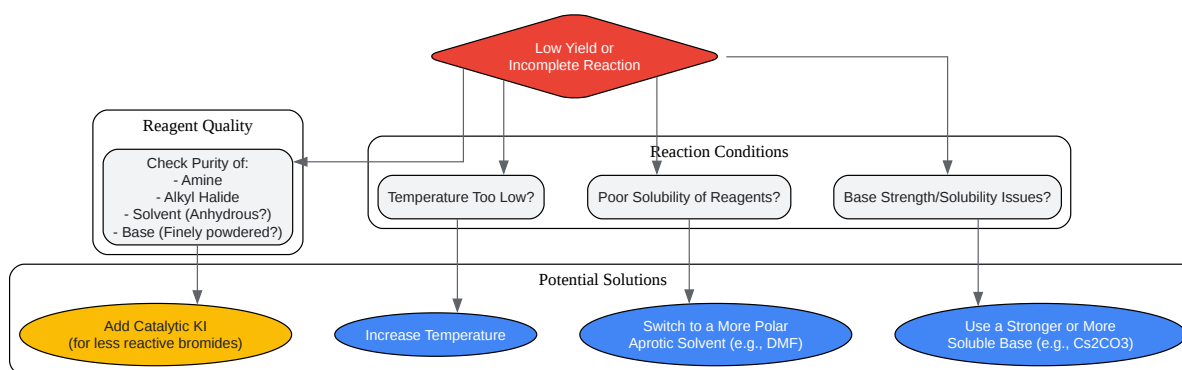 Low Yield or
Incomplete Reaction
Reagent Quality
Check Purity of:
- Amine
- Alkyl Halide
- Solvent (Anhydrous?)
- Base (Finely powdered?)
Reaction Conditions
Temperature Too Low?
Poor Solubility of Reagents?
Base Strength/Solubility Issues?
Potential Solutions
Add Catalytic KI
(for less reactive bromides)
Increase Temperature
Switch to a More Polar
Aprotic Solvent (e.g., DMF)
Use a Stronger or More
Soluble Base (e.g., Cs2CO3)